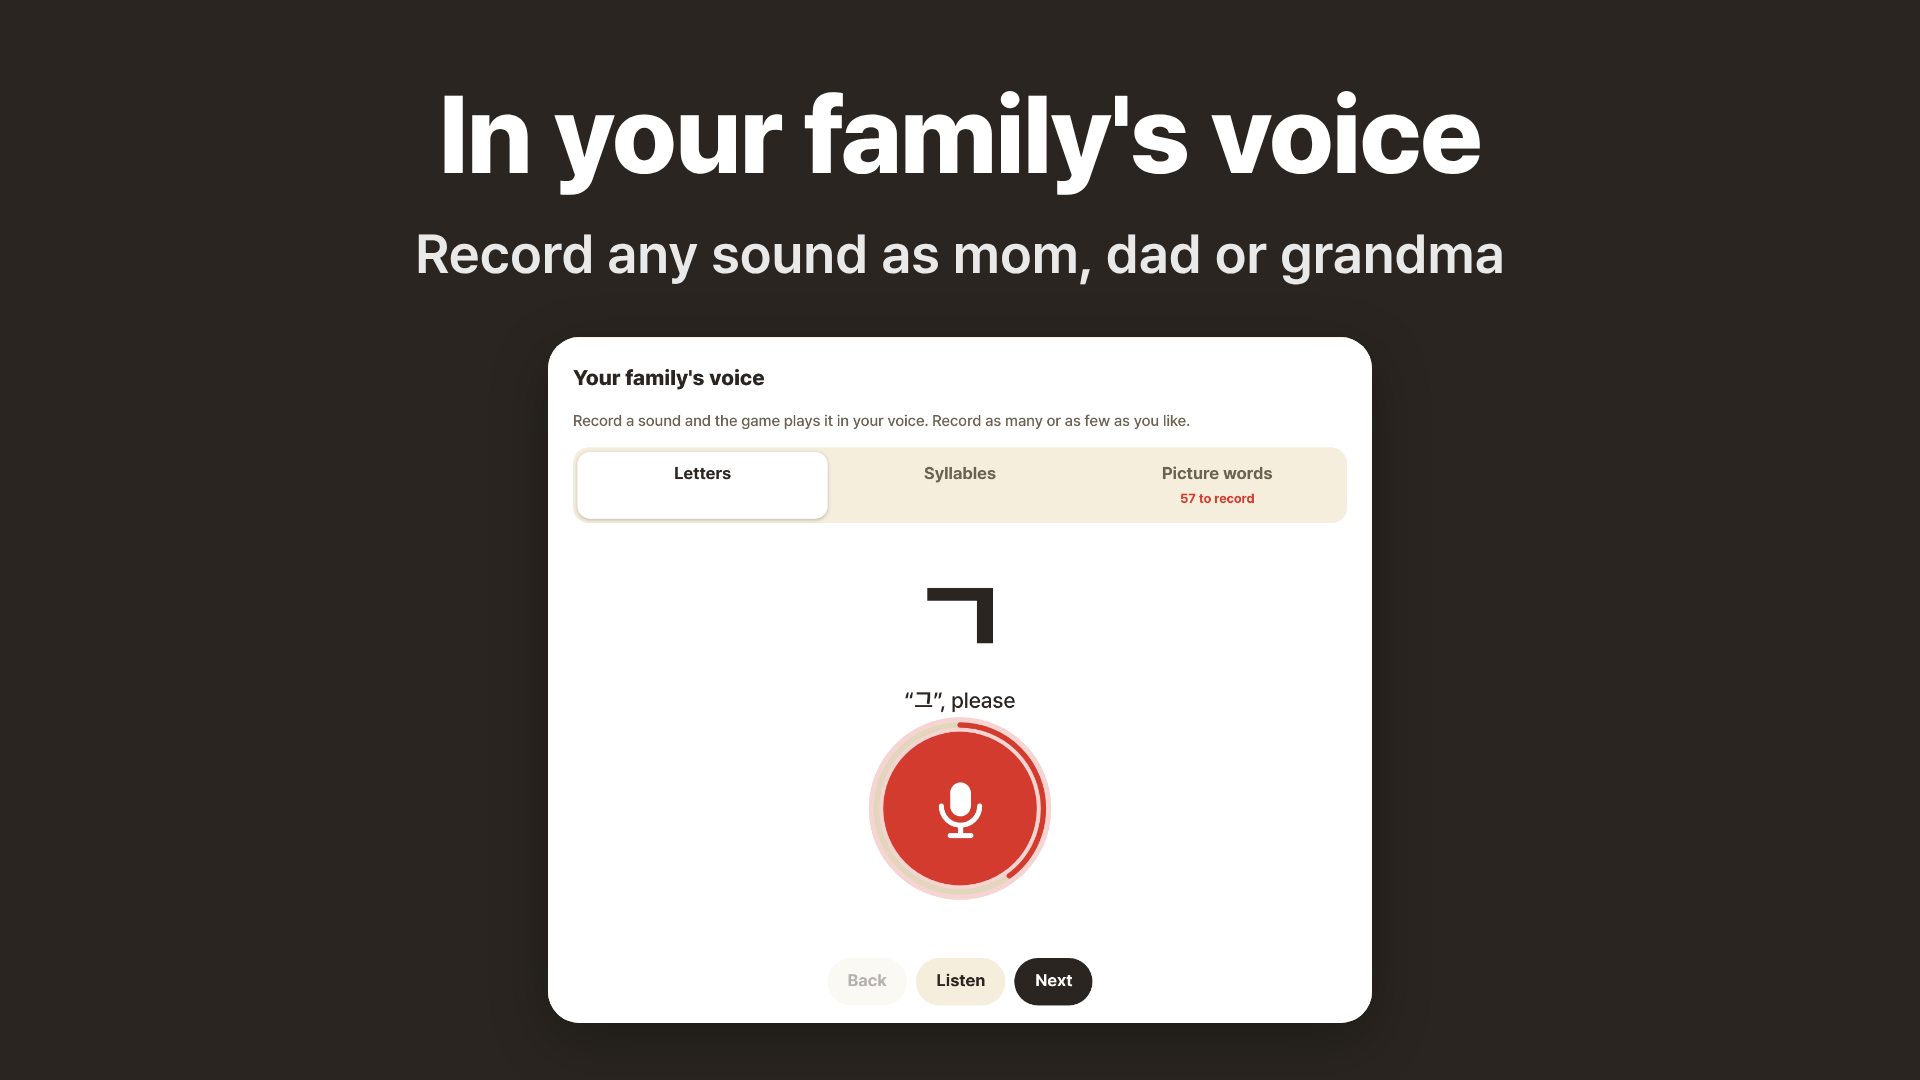 In your family's voice
Record any sound as mom, dad or grandma
Your family's voice
Record a sound and the game plays it in your voice. Record as many or as few as you like.
Letters
Syllables
Picture words
57 to record
ㄱ
“그”, please
Back
Listen
Next